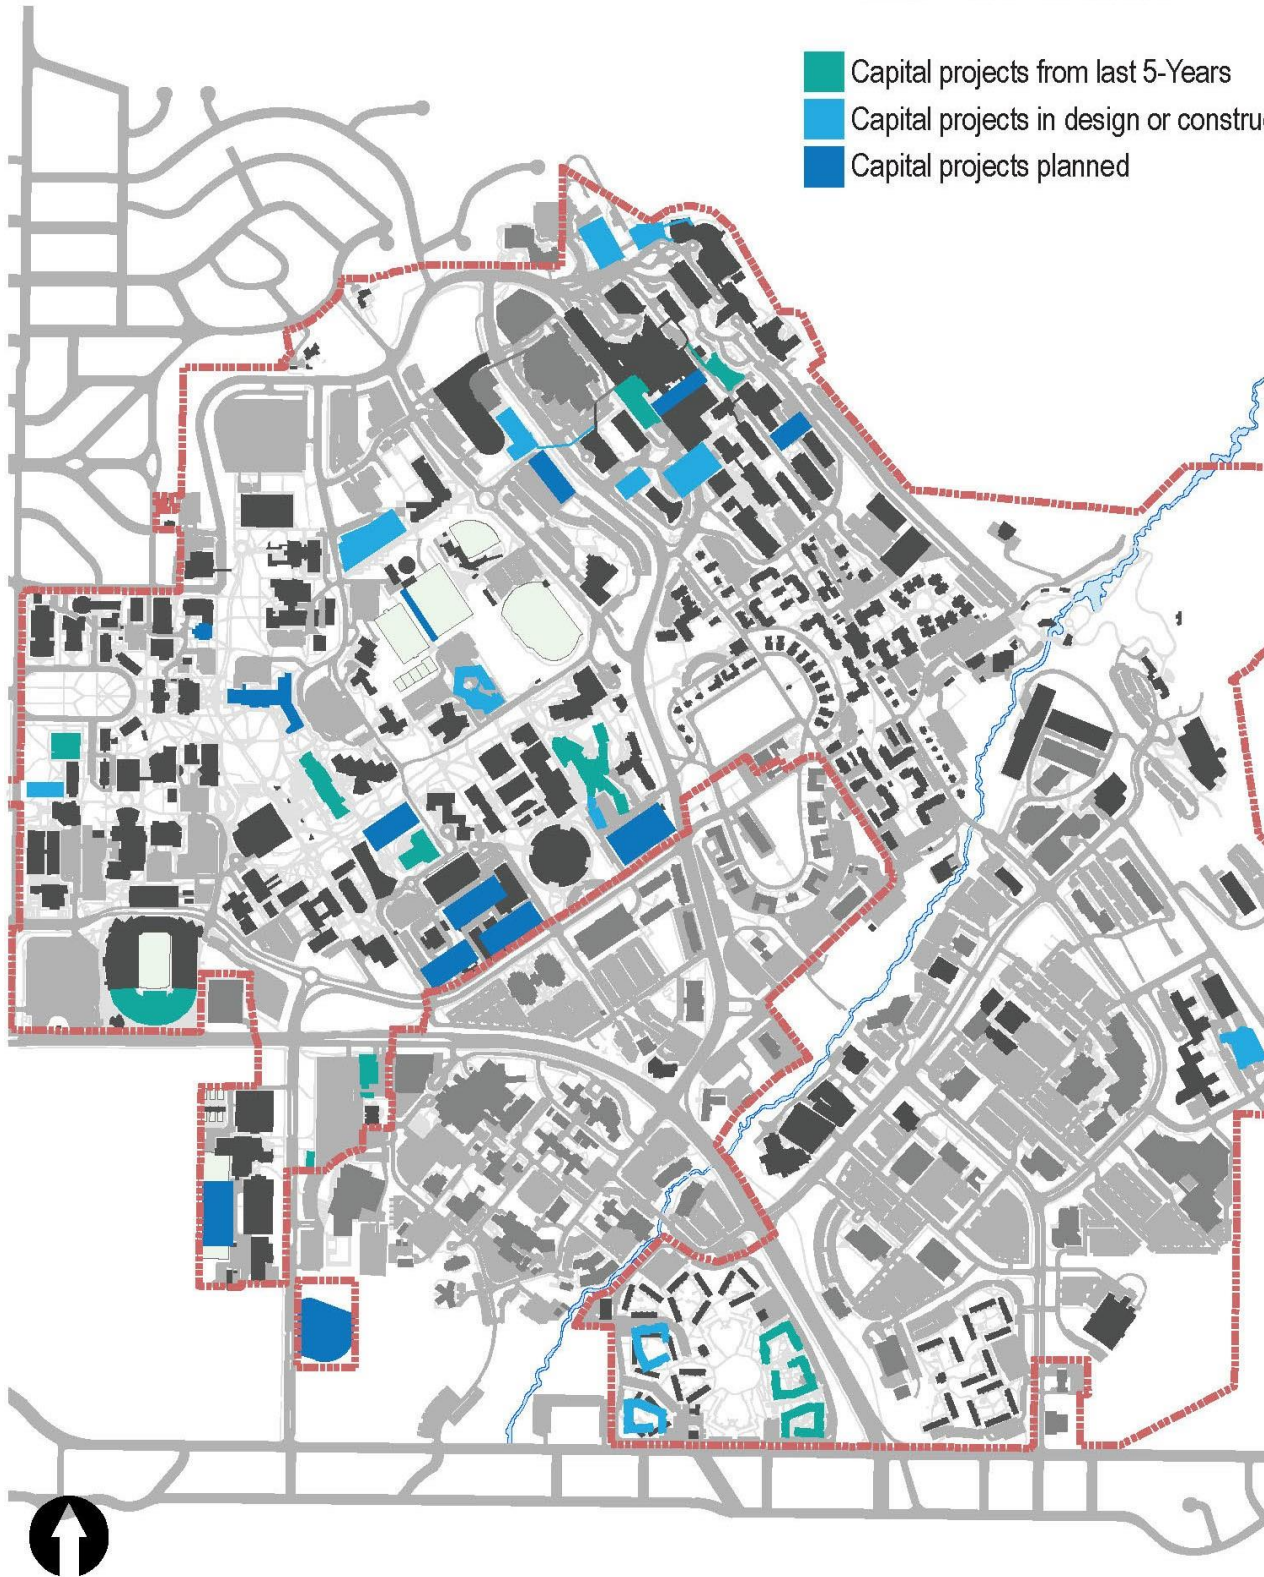 Capital projects from last 5-Years
Capital projects in design or constru
Capital projects planned